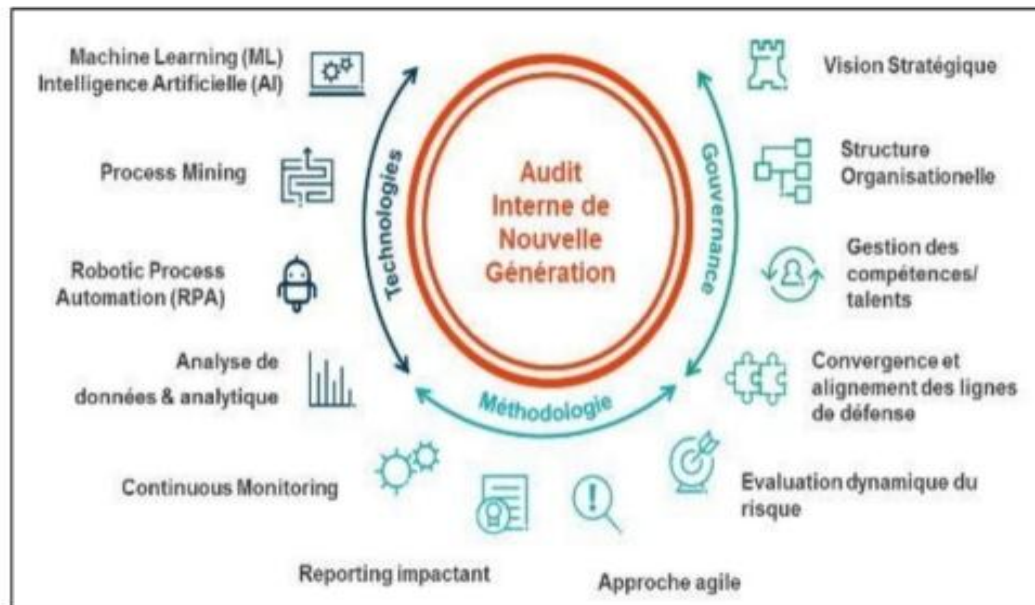 Machine Learning (ML)
Intelligence Artificielle (AI)
Process Mining
Robotic Process
Automation (RPA)
Analyse de
données & analytique
Continuous Monitoring
Reporting impactant
Technologies
Audit
Interne de
Nouvelle
Génération
Gouvernance
Méthodologie
Vision Stratégique
Structure
Organisationelle
Gestion des
compétences/
talents
Convergence et
alignement des lignes
de défense
Evaluation dynamique du
risque
Approche agile